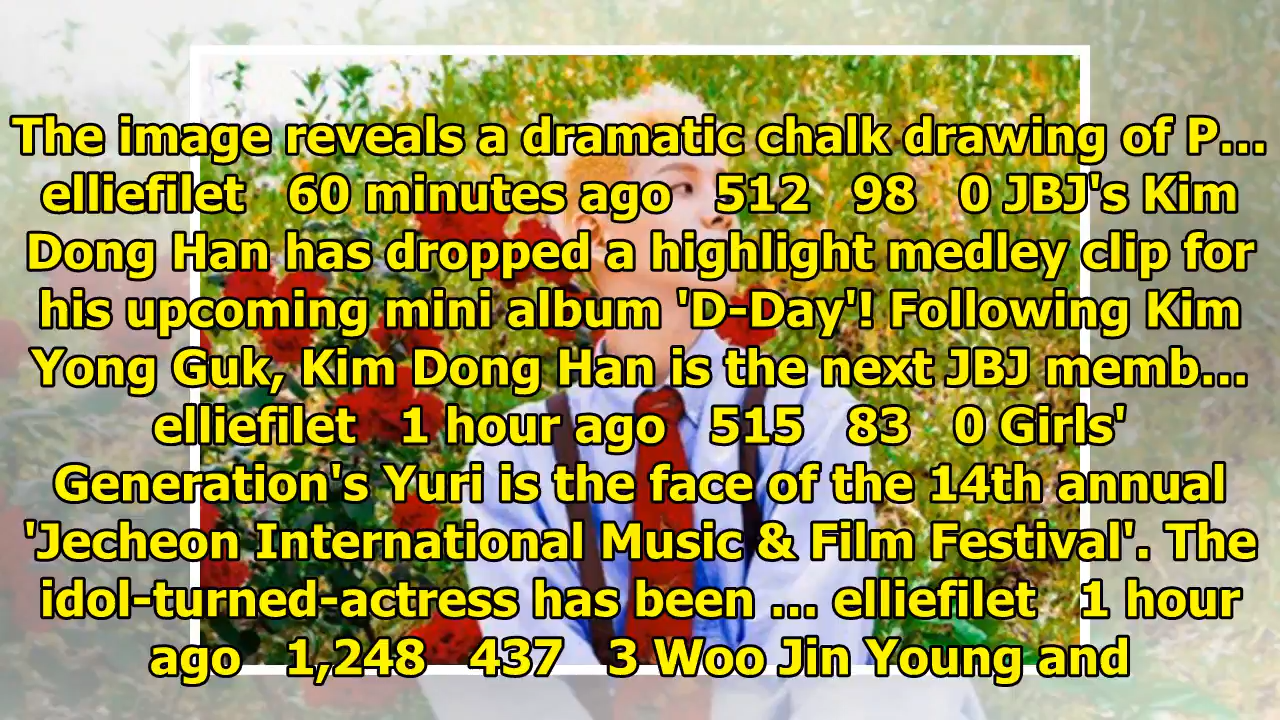 The image reveals a dramatic chalk drawing of P...
elliefilet 60 minutes ago 512 98 0 JBJ's Kim
Dong Han has dropped a highlight medley clip for
his upcoming mini album 'D-Day'! Following Kim
Yong Guk, Kim Dong Han is the next JBJ memb...
elliefilet 1 hour ago 515 83 0 Girls'
Generation's Yuri is the face of the 14th annual
'Jecheon International Music & Film Festival'. The
idol-turned-actress has been ... elliefilet 1 hour
ago 1,248 437 3 Woo Jin Young and